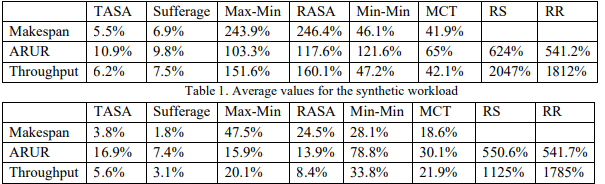 TASA Sufferage Max-Min RASA Min-Min MCT RS RR
Makespan 5.5% 6.9% 243.9% 246.4% 46.1% 41.9%
ARUR 10.9% 9.8% 103.3% 117.6% 121.6% 65% 624% 541.2%
Throughput 6.2% 7.5% 151.6% 160.1% 47.2% 42.1% 2047% 1812%
Table 1. Average values for the synthetic workload
TASA Sufferage Max-Min RASA Min-Min MCT RS RR
Makespan 3.8% 1.8% 47.5% 24.5% 28.1% 18.6%
ARUR 16.9% 7.4% 15.9% 13.9% 78.8% 30.1% 550.6% 541.7%
Throughput 5.6% 3.1% 20.1% 8.4% 33.8% 21.9% 1125% 1785%